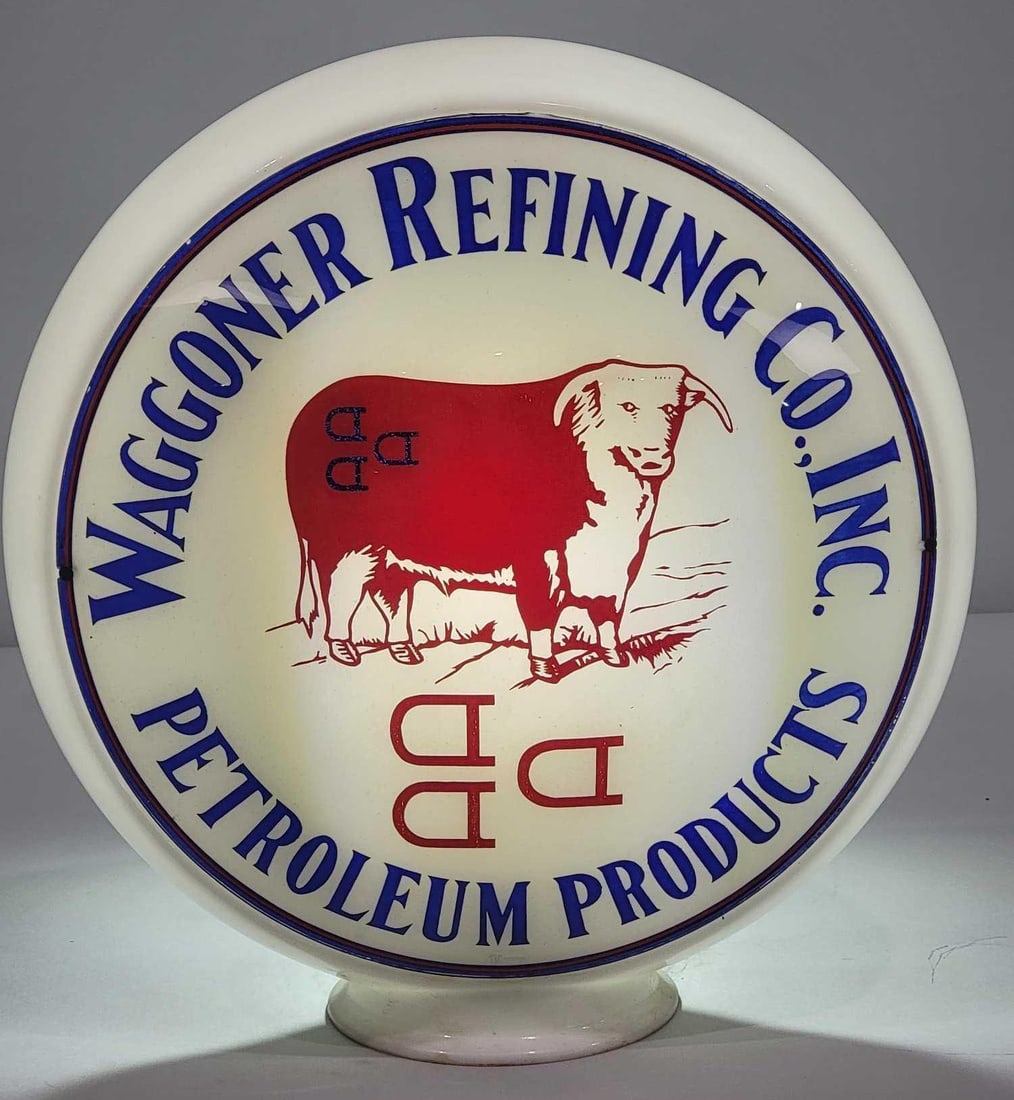 WAGGONER REFINING CO., INC.
PETROLEUM PRODUCTS